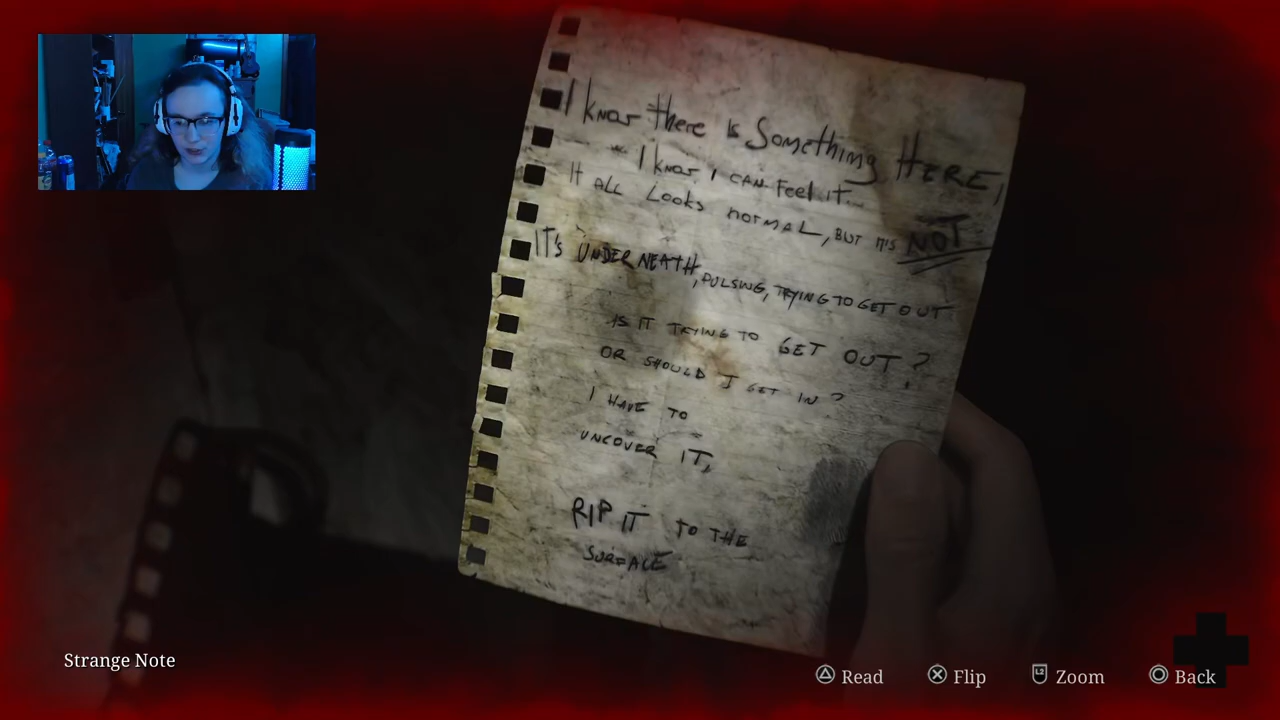 I know there is Something HERE,
I know I CAN Feel IT...
IT ALL Looks normAL, BUT IT'S NOT
IT'S UNDERNEATH, PULSING, TRYING TO GET OUT
IS IT TRYING TO GET OUT?
OR SHOULD I GET IN?
I HAVE TO
UNCOVER IT,
RIP IT TO THE
SURFACE
Strange Note
Read
Flip
L2 Zoom
Back